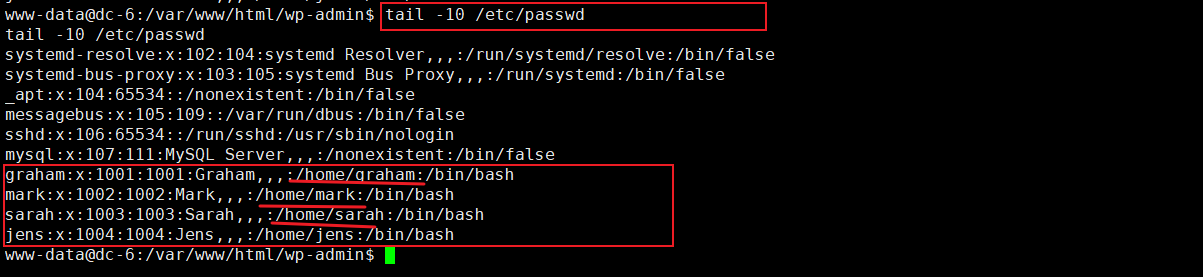 www-data@dc-6:/var/www/html/wp-admin$ tail -10 /etc/passwd
tail -10 /etc/passwd
systemd-resolve:x:102:104:systemd Resolver,,,:/run/systemd/resolve:/bin/false
systemd-bus-proxy:x:103:105:systemd Bus Proxy,,,:/run/systemd:/bin/false
_apt:x:104:65534::/nonexistent:/bin/false
messagebus:x:105:109::/var/run/dbus:/bin/false
sshd:x:106:65534::/run/sshd:/usr/sbin/nologin
mysql:x:107:111:MySQL Server,,,:/nonexistent:/bin/false
graham:x:1001:1001:Graham,,,:/home/graham:/bin/bash
mark:x:1002:1002:Mark,,,:/home/mark:/bin/bash
sarah:x:1003:1003:Sarah,,,:/home/sarah:/bin/bash
jens:x:1004:1004:Jens,,,:/home/jens:/bin/bash
www-data@dc-6:/var/www/html/wp-admin$